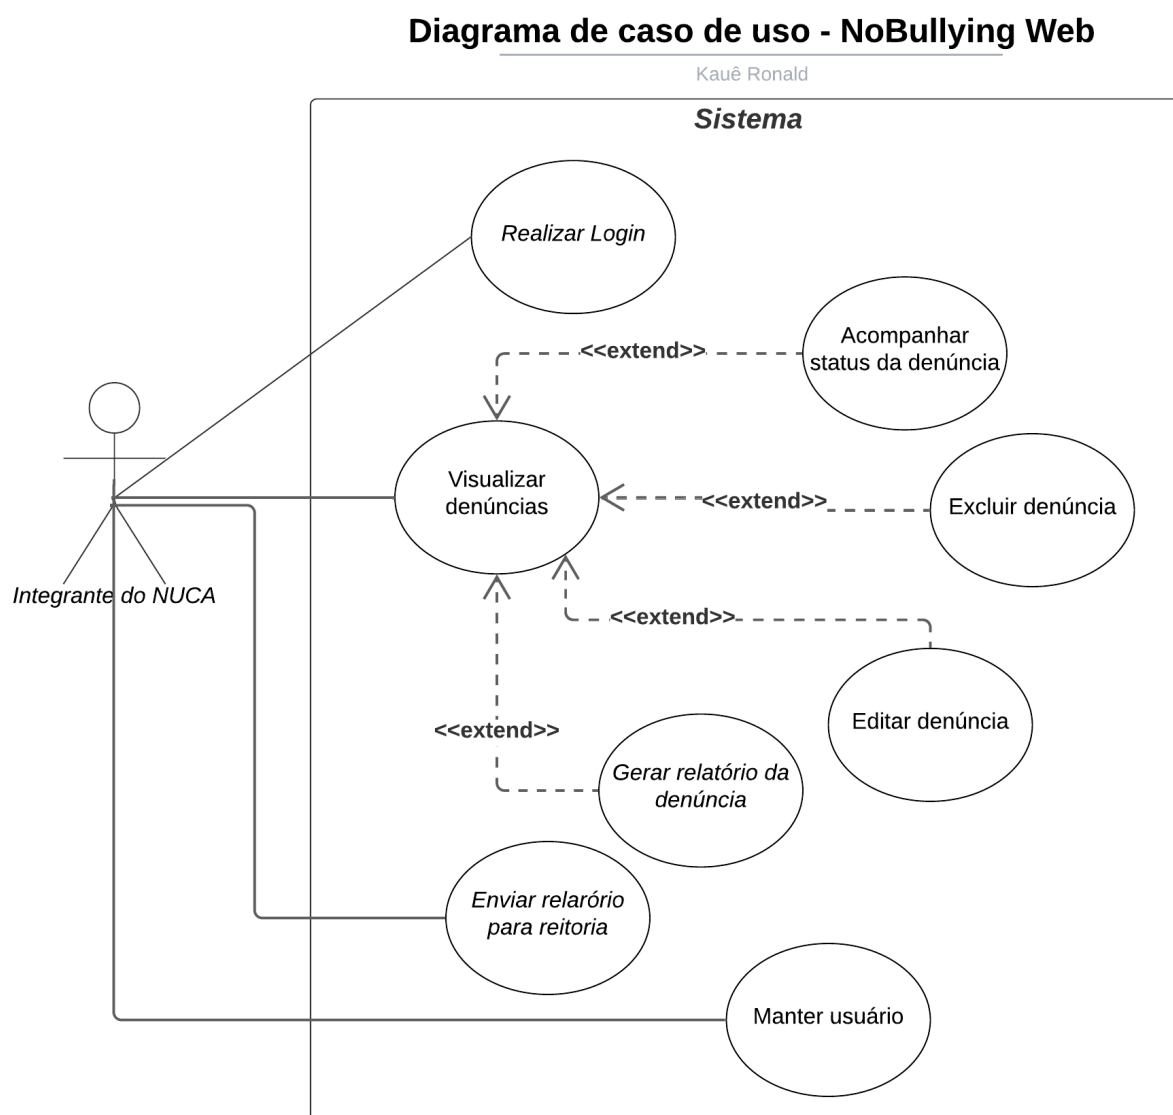 Diagrama de caso de uso - NoBullying Web
Kauê Ronald
Sistema
Realizar Login
Acompanhar
status da denúncia
<<extend>>
Visualizar
denúncias
<<extend>>
Excluir denúncia
Integrante do NUCA
<<extend>>
Editar denúncia
<<extend>>
Gerar relatório da
denúncia
Enviar relarório
para reitoria
Manter usuário